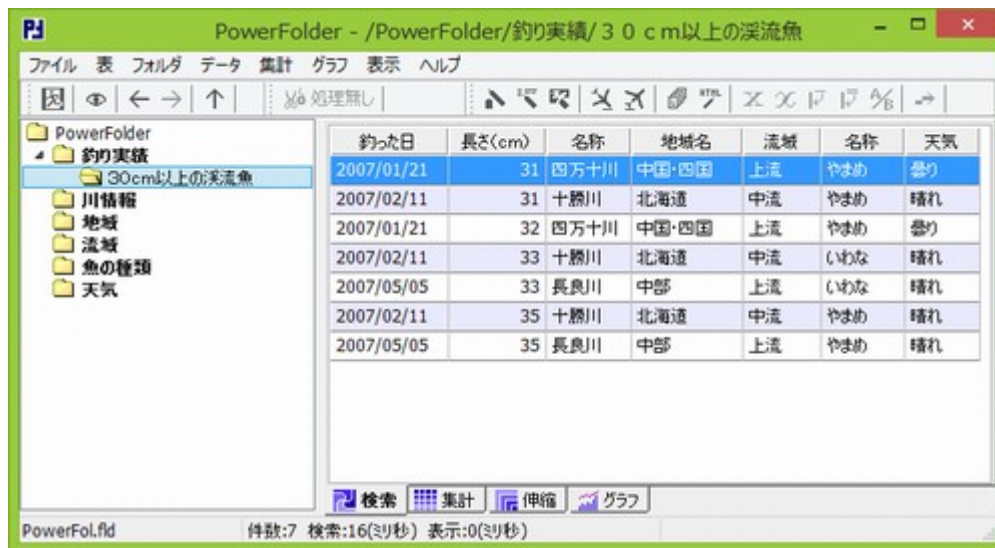 PowerFolder - /PowerFolder/釣り実績/３０ｃｍ以上の渓流魚
ファイル 表 フォルダ データ 集計 グラフ 表示 ヘルプ
処理無し
PowerFolder
釣り実績
30cm以上の渓流魚
川情報
地域
流域
魚の種類
天気
釣った日 長さ(cm) 名称 地域名 流域 名称 天気
2007/01/21 31 四万十川 中国・四国 上流 やまめ 曇り
2007/02/11 31 十勝川 北海道 中流 やまめ 晴れ
2007/01/21 32 四万十川 中国・四国 上流 やまめ 曇り
2007/02/11 33 十勝川 北海道 中流 いわな 晴れ
2007/05/05 33 長良川 中部 上流 いわな 晴れ
2007/02/11 35 十勝川 北海道 中流 やまめ 晴れ
2007/05/05 35 長良川 中部 上流 やまめ 晴れ
検索 集計 伸縮 グラフ
PowerFol.fld 件数:7 検索:16(ミリ秒) 表示:0(ミリ秒)